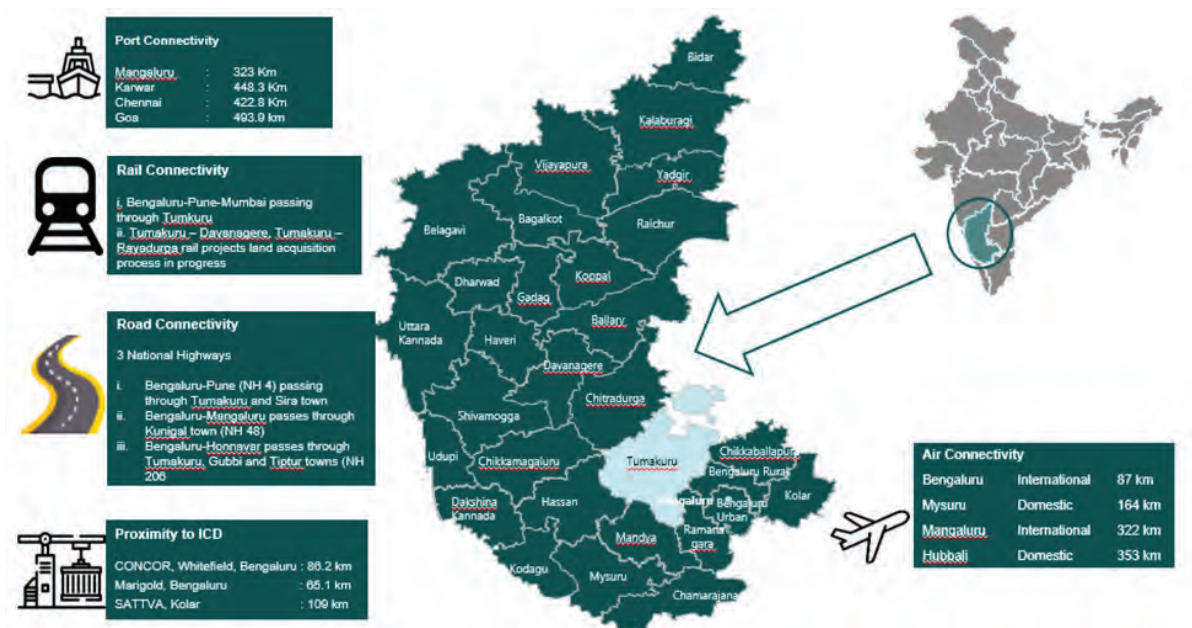 Port Connectivity
Mangaluru : 323 Km
Karwar : 448.3 Km
Chennai : 422.8 Km
Goa : 493.9 km
Rail Connectivity
i. Bengaluru-Pune-Mumbai passing
through Tumkuru
ii. Tumakuru – Davanagere, Tumakuru –
Rayadurga rail projects land acquisition
process in progress
Road Connectivity
3 National Highways
i. Bengaluru-Pune (NH 4) passing
through Tumakuru and Sira town
ii. Bengaluru-Mangaluru passes through
Kunigal town (NH 48)
iii. Bengaluru-Honnavar passes through
Tumakuru, Gubbi and Tiptur towns (NH
206
Proximity to ICD
CONCOR, Whitefield, Bengaluru : 86.2 km
Marigold, Bengaluru : 65.1 km
SATTVA, Kolar : 109 km
Bidar
Kalaburagi
Vijayapura
Yadgir
Bagalkot
Raichur
Belagavi
Koppal
Dharwad
Gadag
Ballary
Uttara
Kannada
Haveri
Davanagere
Chitradurga
Shivamogga
Udupi
Chikkamagaluru
Tumakuru
Chikkaballapura
Bengaluru Rural
Kolar
Dakshina
Kannada
Hassan
Bengaluru
Urban
Ramana
gara
Mandya
Kodagu
Mysuru
Chamarajana
Air Connectivity
Bengaluru International 87 km
Mysuru Domestic 164 km
Mangaluru International 322 km
Hubbali Domestic 353 km